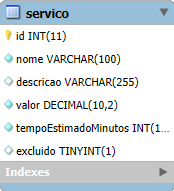 servico
id INT(11)
nome VARCHAR(100)
descricao VARCHAR(255)
valor DECIMAL(10,2)
tempoEstimadoMinutos INT(1...
excluido TINYINT(1)
Indexes